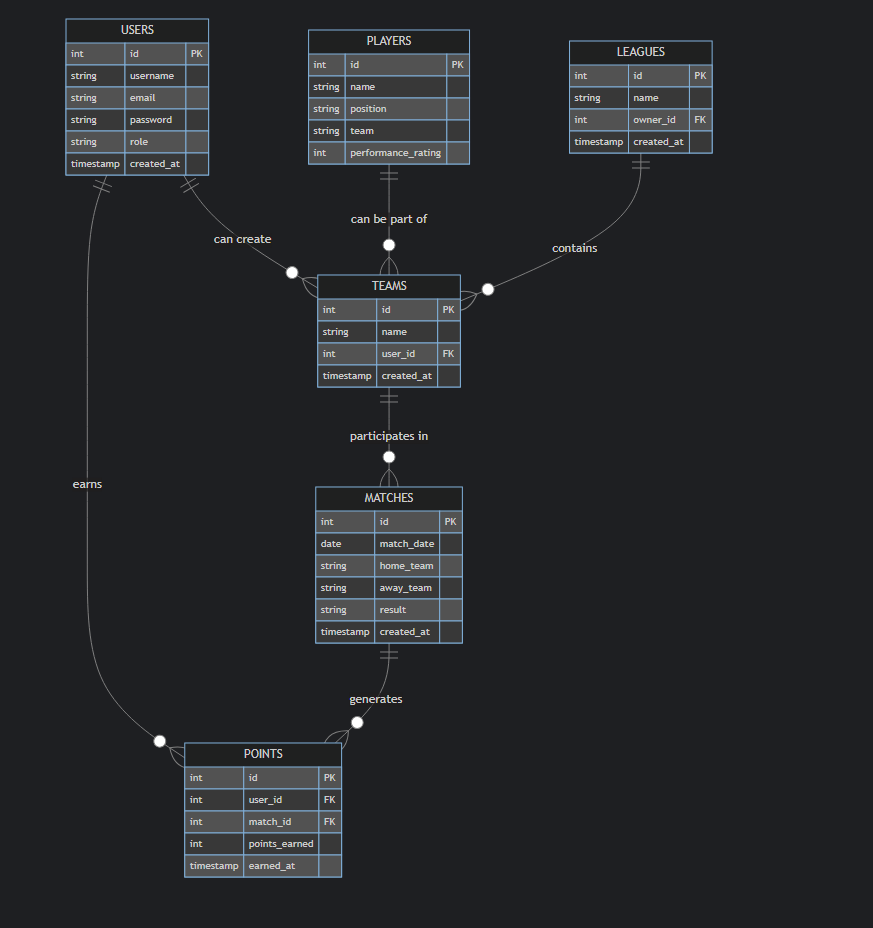 USERS
int id PK
string username
string email
string password
string role
timestamp created_at
PLAYERS
int id PK
string name
string position
string team
int performance_rating
LEAGUES
int id PK
string name
int owner_id FK
timestamp created_at
can create
can be part of
contains
TEAMS
int id PK
string name
int user_id FK
timestamp created_at
participates in
earns
MATCHES
int id PK
date match_date
string home_team
string away_team
string result
timestamp created_at
generates
POINTS
int id PK
int user_id FK
int match_id FK
int points_earned
timestamp earned_at